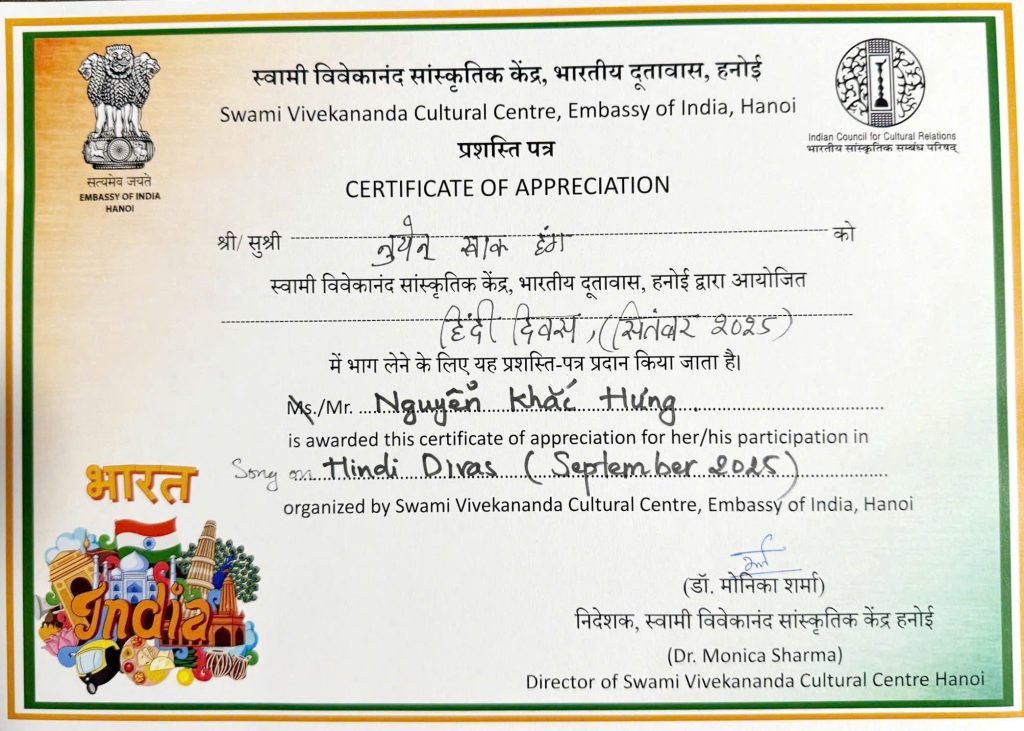 स्वामी विवेकानंद सांस्कृतिक केंद्र, भारतीय दूतावास, हनोई
Swami Vivekananda Cultural Centre, Embassy of India, Hanoi
सत्यमेव जयते
EMBASSY OF INDIA
HANOI
Indian Council for Cultural Relations
भारतीय सांस्कृतिक सम्बंध परिषद्
प्रशस्ति पत्र
CERTIFICATE OF APPRECIATION
श्री/ सुश्री नुयेन खाक हंग को
स्वामी विवेकानंद सांस्कृतिक केंद्र, भारतीय दूतावास, हनोई द्वारा आयोजित
हिंदी दिवस, (सितंबर 2025)
में भाग लेने के लिए यह प्रशस्ति-पत्र प्रदान किया जाता है।
Ms./Mr. Nguyễn Khắc Hưng
is awarded this certificate of appreciation for her/his participation in
Song on Hindi Divas (September 2025)
organized by Swami Vivekananda Cultural Centre, Embassy of India, Hanoi
भारत
India
(डॉ. मोनिका शर्मा)
निदेशक, स्वामी विवेकानंद सांस्कृतिक केंद्र हनोई
(Dr. Monica Sharma)
Director of Swami Vivekananda Cultural Centre Hanoi